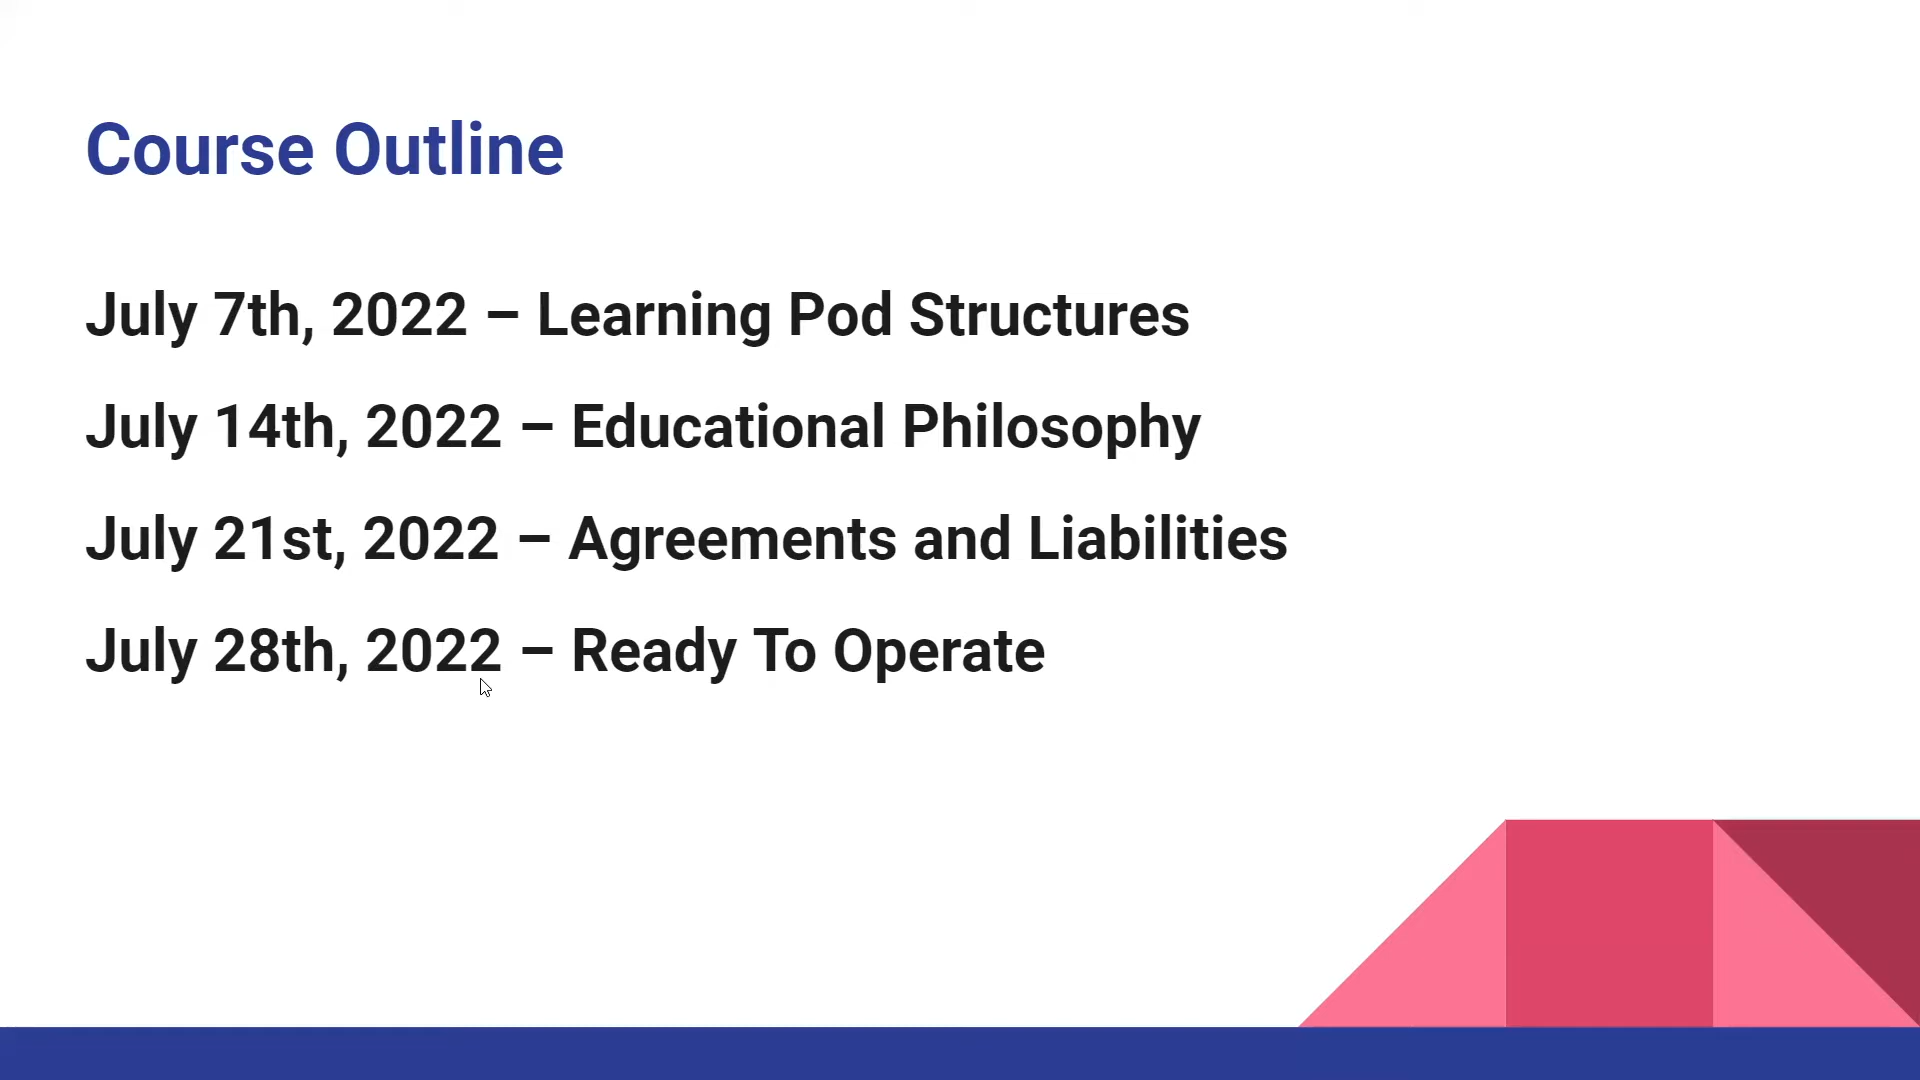 Course Outline
July 7th, 2022 – Learning Pod Structures
July 14th, 2022 – Educational Philosophy
July 21st, 2022 – Agreements and Liabilities
July 28th, 2022 – Ready To Operate